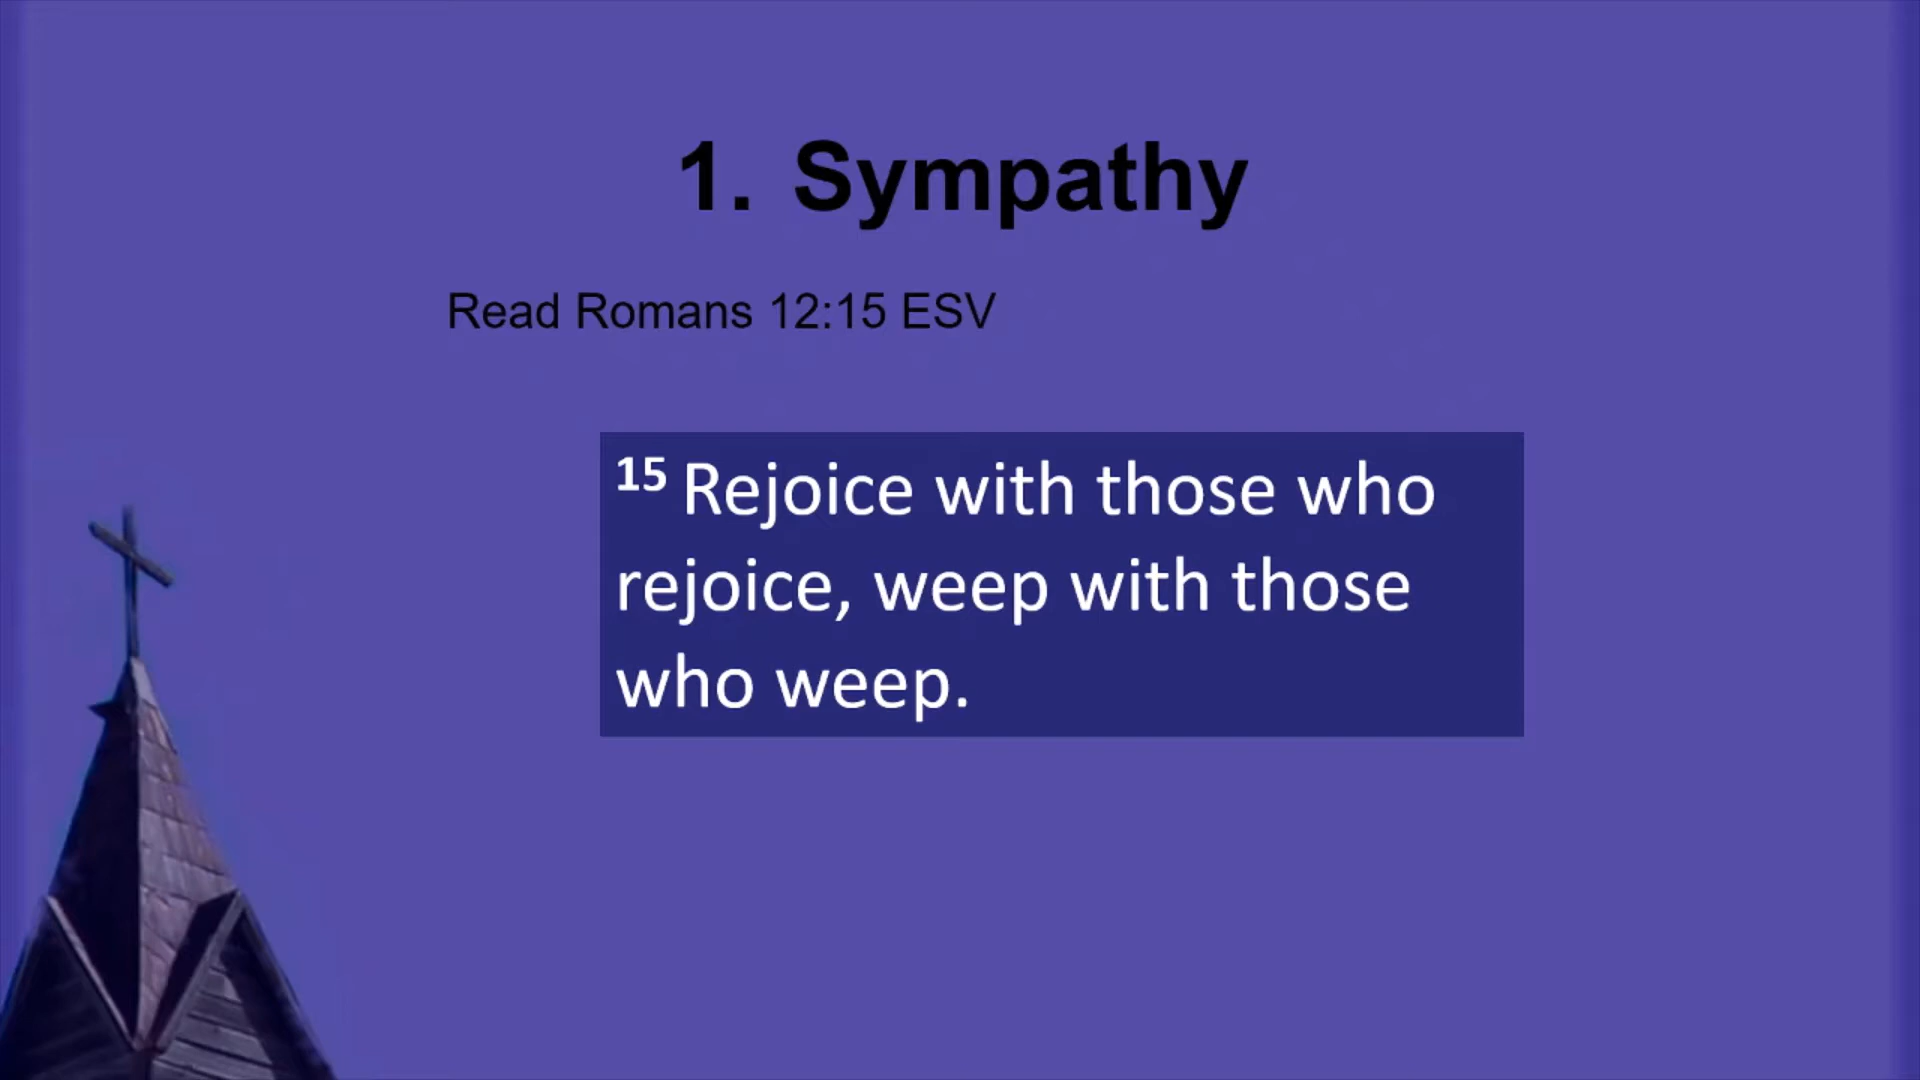 1. Sympathy
Read Romans 12:15 ESV
15 Rejoice with those who
rejoice, weep with those
who weep.